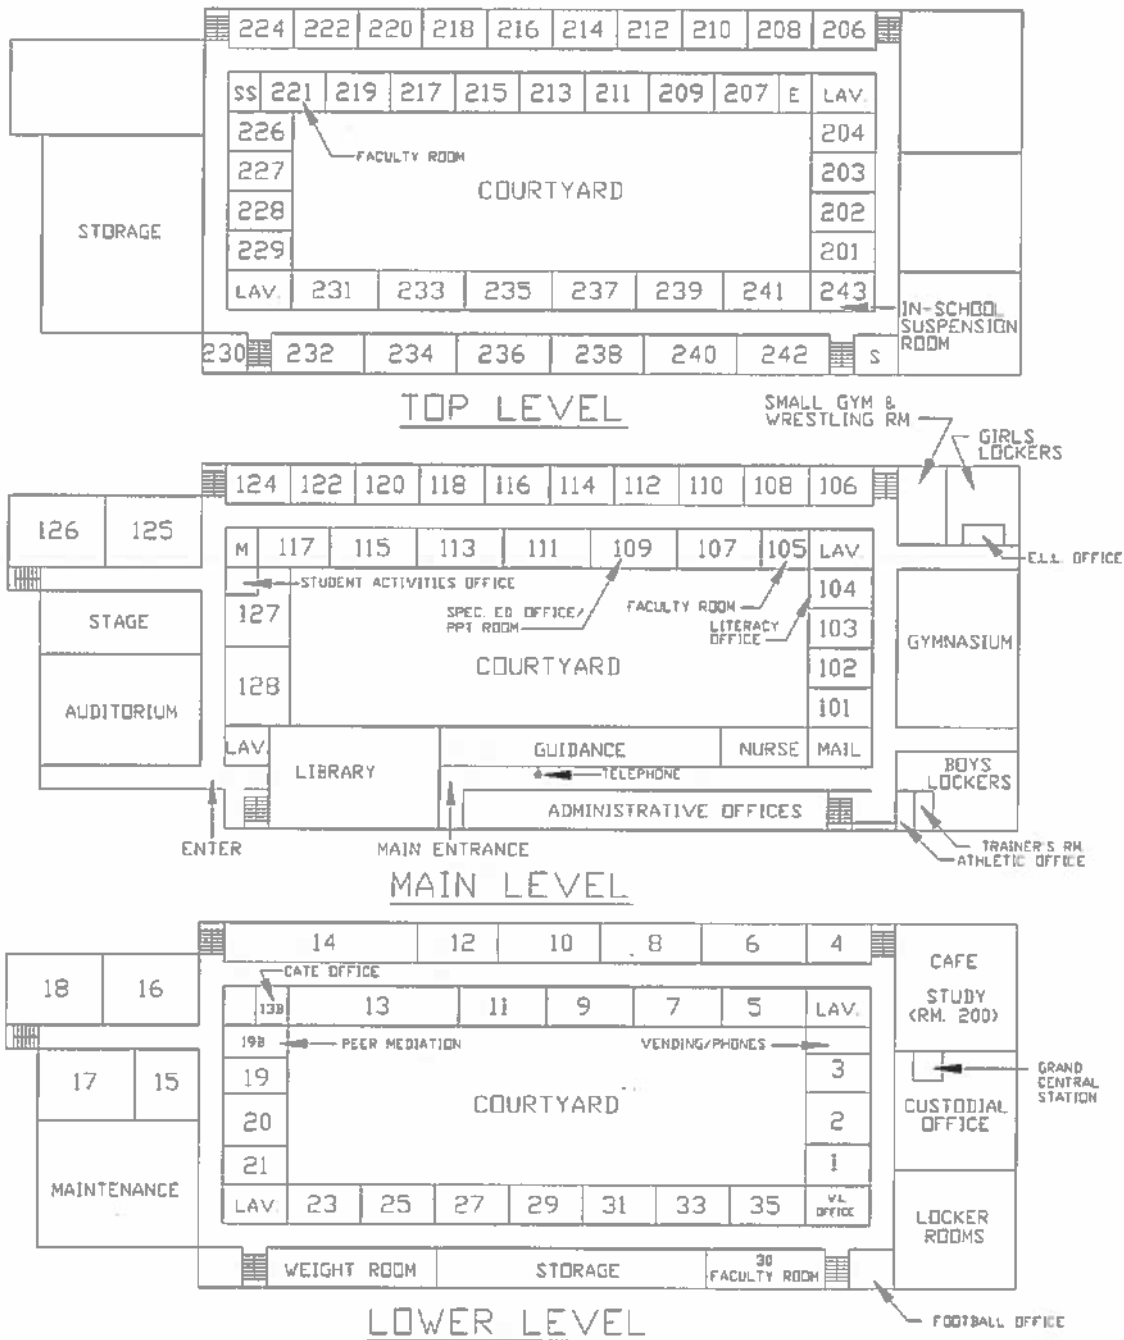 224 222 220 218 216 214 212 210 208 206
SS 221 219 217 215 213 211 209 207 E LAV.
226 204
FACULTY ROOM
227 COURTYARD 203
228 202
STORAGE
229 201
LAV. 231 233 235 237 239 241 243
IN-SCHOOL
SUSPENSION
ROOM
230 232 234 236 238 240 242 S
TOP LEVEL
SMALL GYM &
WRESTLING RM
GIRLS
LOCKERS
124 122 120 118 116 114 112 110 108 106
126 125
M 117 115 113 111 109 107 105 LAV.
E.L.L. OFFICE
STUDENT ACTIVITIES OFFICE
104
127
SPEC. ED OFFICE/
PPT ROOM
FACULTY ROOM
LITERACY
OFFICE
103
STAGE
GYMNASIUM
128 COURTYARD 102
AUDITORIUM
101
LAV. LIBRARY GUIDANCE NURSE MAIL
TELEPHONE
BOYS
LOCKERS
ADMINISTRATIVE OFFICES
ENTER MAIN ENTRANCE
TRAINER'S RM.
ATHLETIC OFFICE
MAIN LEVEL
14 12 10 8 6 4
CATE OFFICE
CAFE
STUDY
(RM. 200)
18 16
13B 13 11 9 7 5 LAV.
19B PEER MEDIATION VENDING/PHONES
17 15 19 3
GRAND
CENTRAL
STATION
20 COURTYARD 2
CUSTODIAL
OFFICE
21 1
MAINTENANCE
LAV. 23 25 27 29 31 33 35
OFFICE
LOCKER
ROOMS
WEIGHT ROOM STORAGE
30
FACULTY ROOM
FOOTBALL OFFICE
LOWER LEVEL